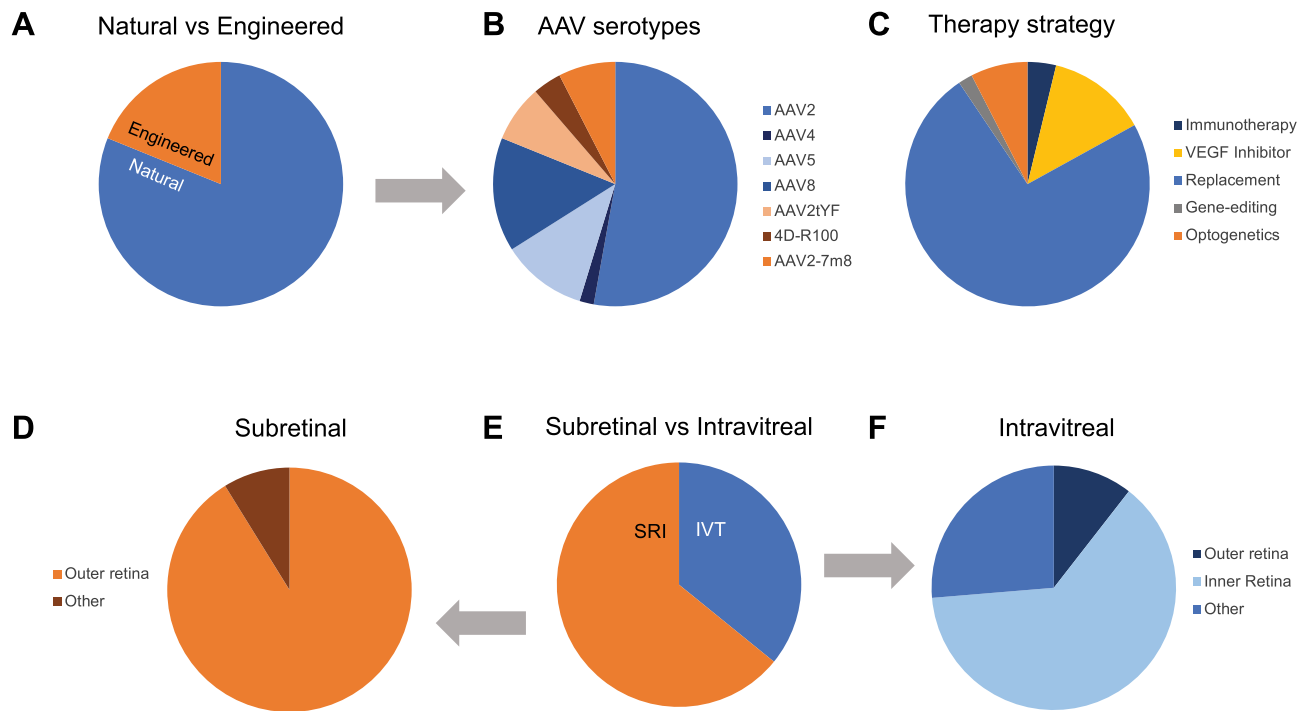 A
Natural vs Engineered
Engineered
Natural
B
AAV serotypes
AAV2
AAV4
AAV5
AAV8
AAV2tYF
4D-R100
AAV2-7m8
C
Therapy strategy
Immunotherapy
VEGF Inhibitor
Replacement
Gene-editing
Optogenetics
D
Subretinal
Outer retina
Other
E
Subretinal vs Intravitreal
SRI
IVT
F
Intravitreal
Outer retina
Inner Retina
Other